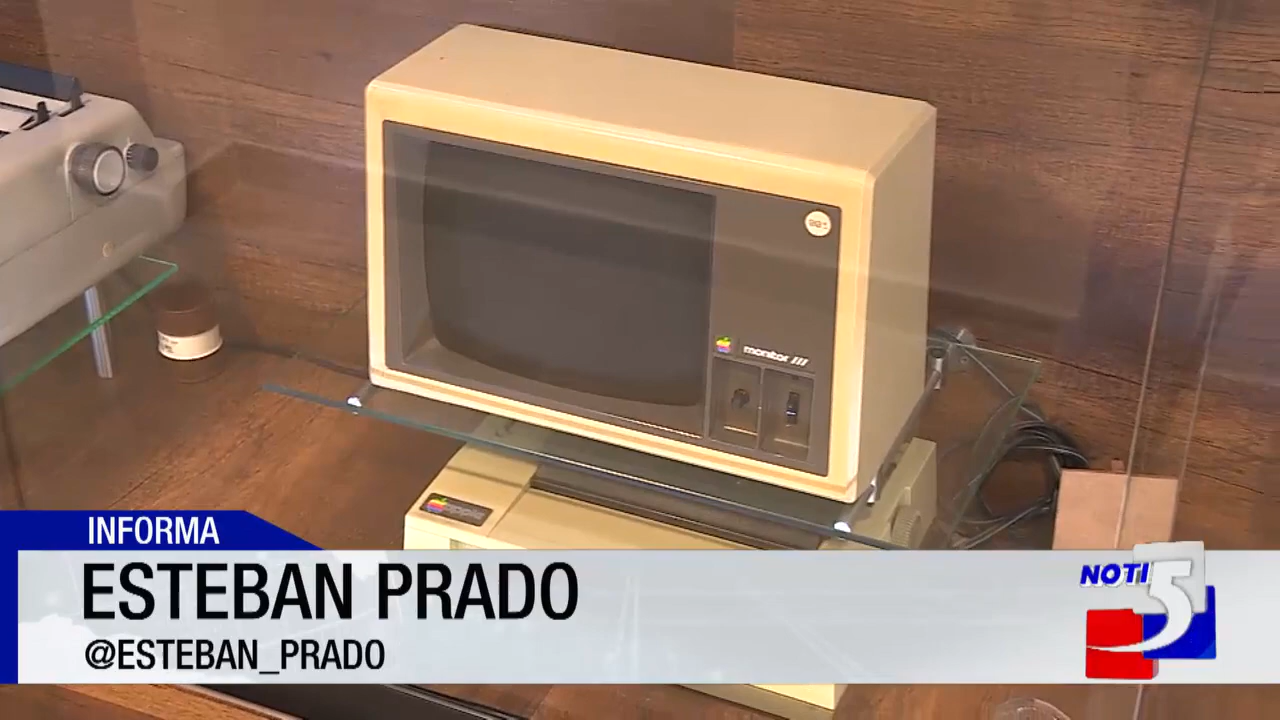 monitor ///
apple
INFORMA
ESTEBAN PRADO
@ESTEBAN_PRADO
NOTI 5